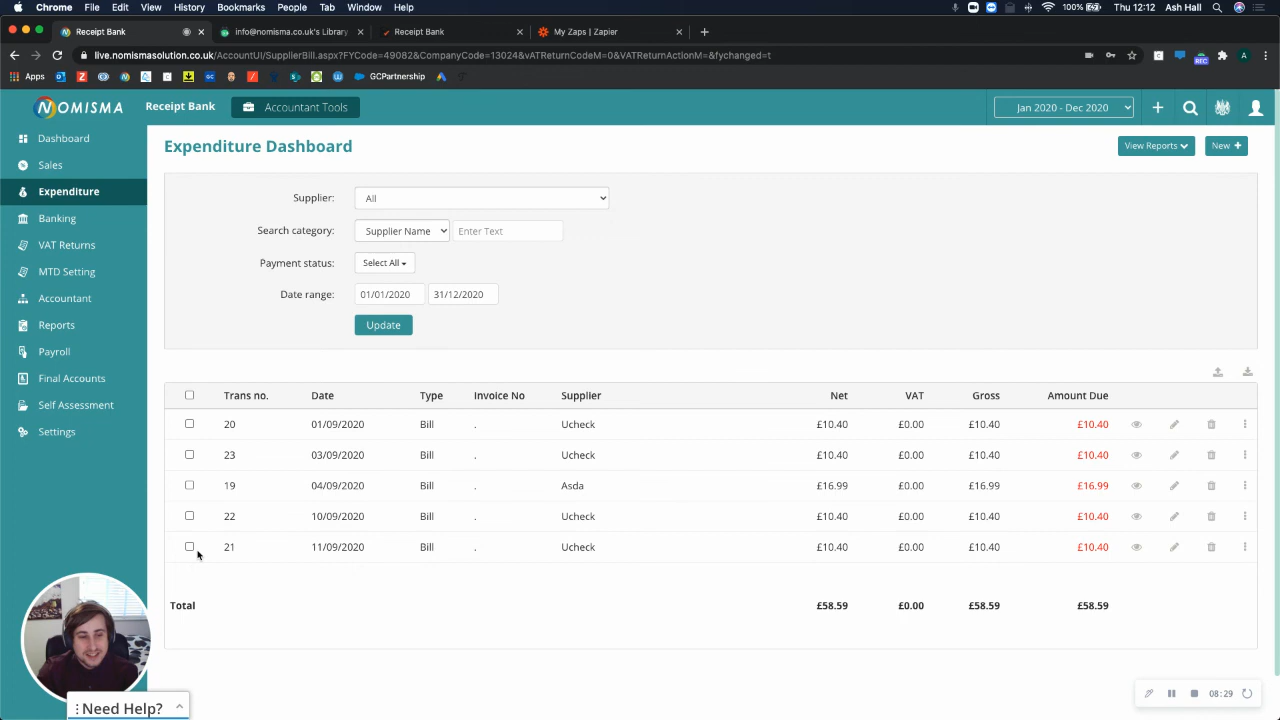 Chrome File Edit View History Bookmarks People Tab Window Help 100% Thu 17 Dec 12:12 Ash Hall
Receipt Bank
info@nomisma.co.uk's Library
Receipt Bank
My Zaps | Zapier
live.nomismasolution.co.uk/AccountUI/SupplierBill.aspx?FYCode=49082&CompanyCode=13024&vATReturnCodeM=0&vATReturnActionM=&fychanged=t
REC
A
Apps
GCPartnership
NOMISMA
Receipt Bank
Accountant Tools
Jan 2020 - Dec 2020
Dashboard
Sales
Expenditure
Banking
VAT Returns
MTD Setting
Accountant
Reports
Payroll
Final Accounts
Self Assessment
Settings
Expenditure Dashboard
View Reports
New +
Supplier: All
Search category: Supplier Name Enter Text
Payment status: Select All
Date range: 01/01/2020 31/12/2020
Update
Trans no. Date Type Invoice No Supplier Net VAT Gross Amount Due
20 01/09/2020 Bill . Ucheck £10.40 £0.00 £10.40 £10.40
23 03/09/2020 Bill . Ucheck £10.40 £0.00 £10.40 £10.40
19 04/09/2020 Bill . Asda £16.99 £0.00 £16.99 £16.99
22 10/09/2020 Bill . Ucheck £10.40 £0.00 £10.40 £10.40
21 11/09/2020 Bill . Ucheck £10.40 £0.00 £10.40 £10.40
Total £58.59 £0.00 £58.59 £58.59
Need Help?
08:29